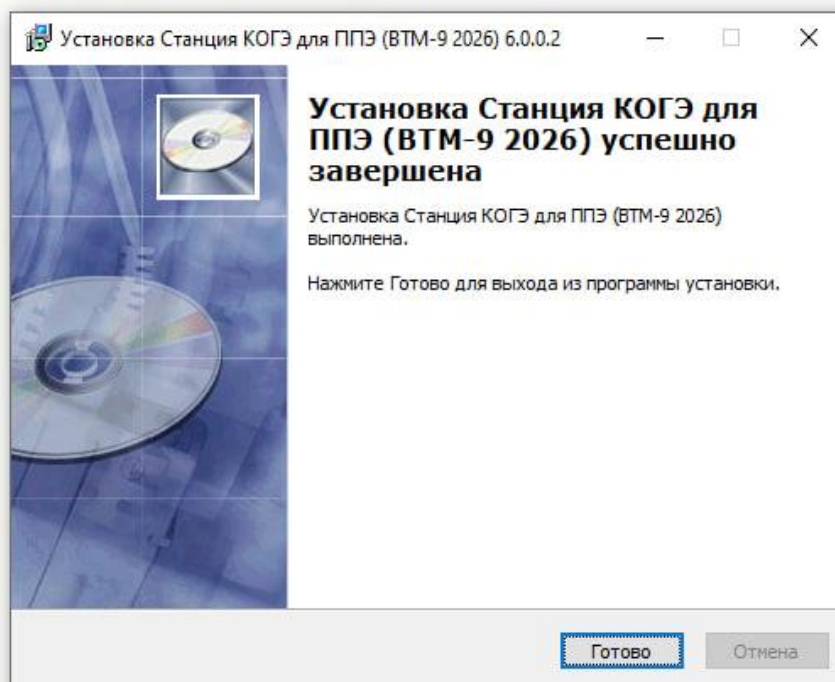 Установка Станция КОГЭ для ППЭ (ВТМ-9 2026) 6.0.0.2
Установка Станция КОГЭ для
ППЭ (ВТМ-9 2026) успешно
завершена
Установка Станция КОГЭ для ППЭ (ВТМ-9 2026)
выполнена.
Нажмите Готово для выхода из программы установки.
Готово
Отмена